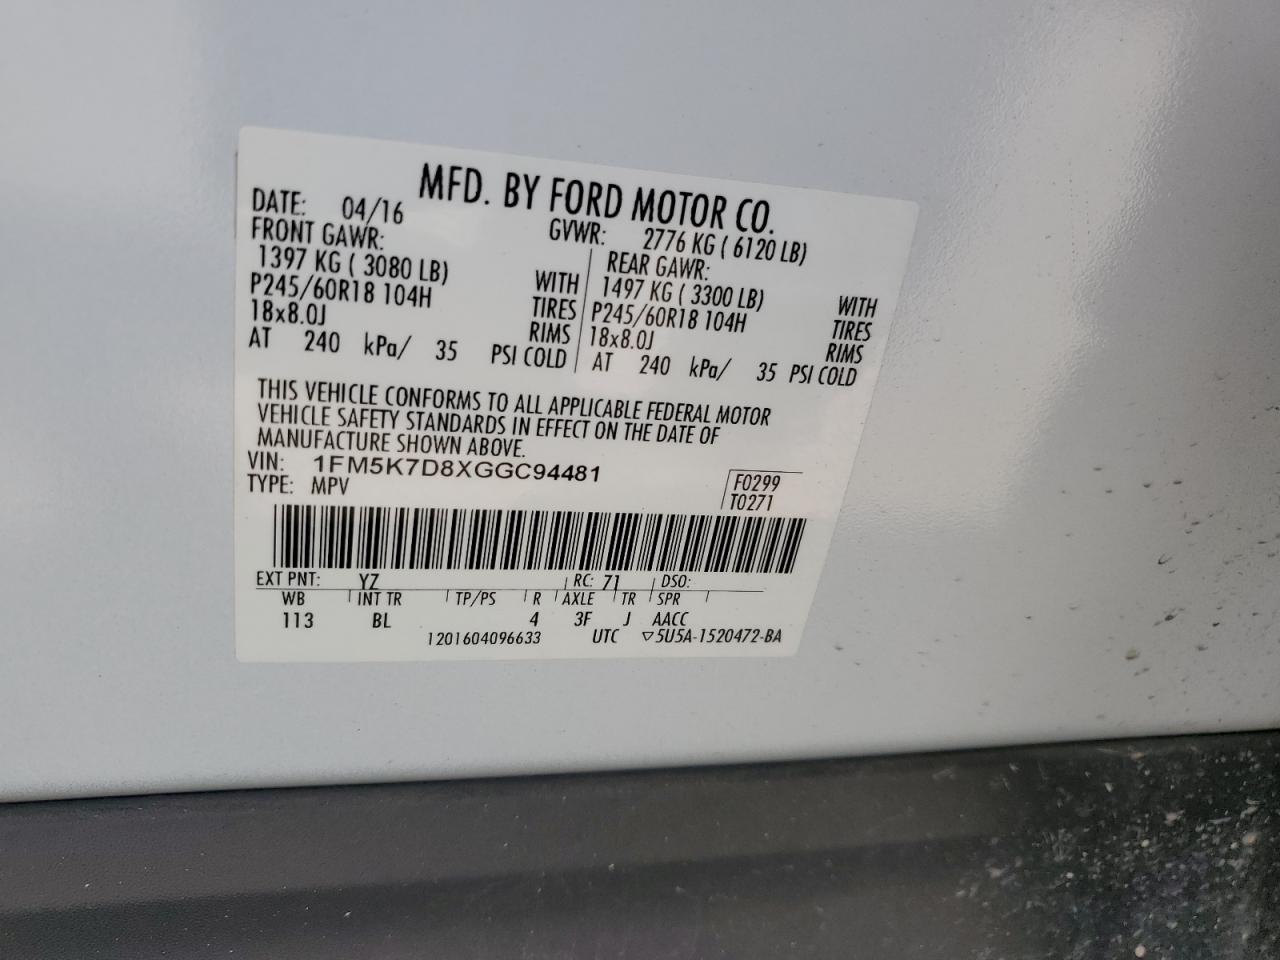 MFD. BY FORD MOTOR CO.
DATE: 04/16 GVWR: 2776 KG ( 6120 LB)
FRONT GAWR: REAR GAWR:
1397 KG ( 3080 LB) WITH 1497 KG ( 3300 LB) WITH
P245/60R18 104H TIRES P245/60R18 104H TIRES
18x8.0J RIMS 18x8.0J RIMS
AT 240 kPa/ 35 PSI COLD AT 240 kPa/ 35 PSI COLD
THIS VEHICLE CONFORMS TO ALL APPLICABLE FEDERAL MOTOR
VEHICLE SAFETY STANDARDS IN EFFECT ON THE DATE OF
MANUFACTURE SHOWN ABOVE.
VIN: 1FM5K7D8XGGC94481
TYPE: MPV
F0299
T0271
EXT PNT: YZ RC: 71 DSO:
WB INT TR TP/PS R AXLE TR SPR
113 BL 4 3F J AACC
1201604096633 UTC ▽5U5A-1520472-BA